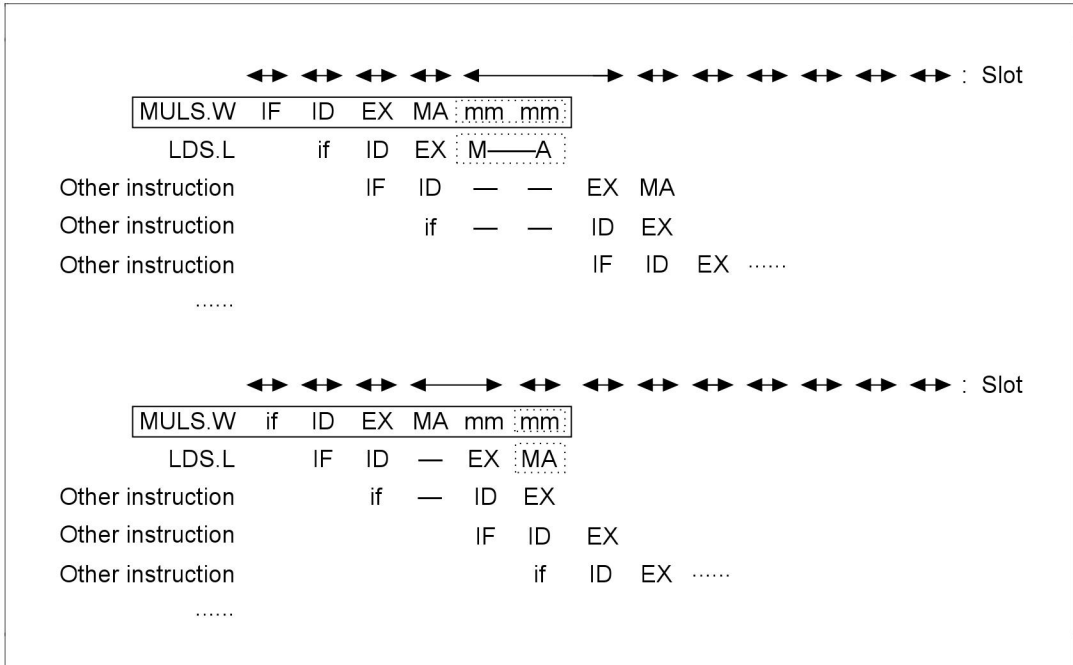 : Slot
MULS.W IF ID EX MA mm mm
LDS.L if ID EX M——A
Other instruction IF ID — — EX MA
Other instruction if — — ID EX
Other instruction IF ID EX ......
......
: Slot
MULS.W if ID EX MA mm mm
LDS.L IF ID — EX MA
Other instruction if — ID EX
Other instruction IF ID EX
Other instruction if ID EX ......
......